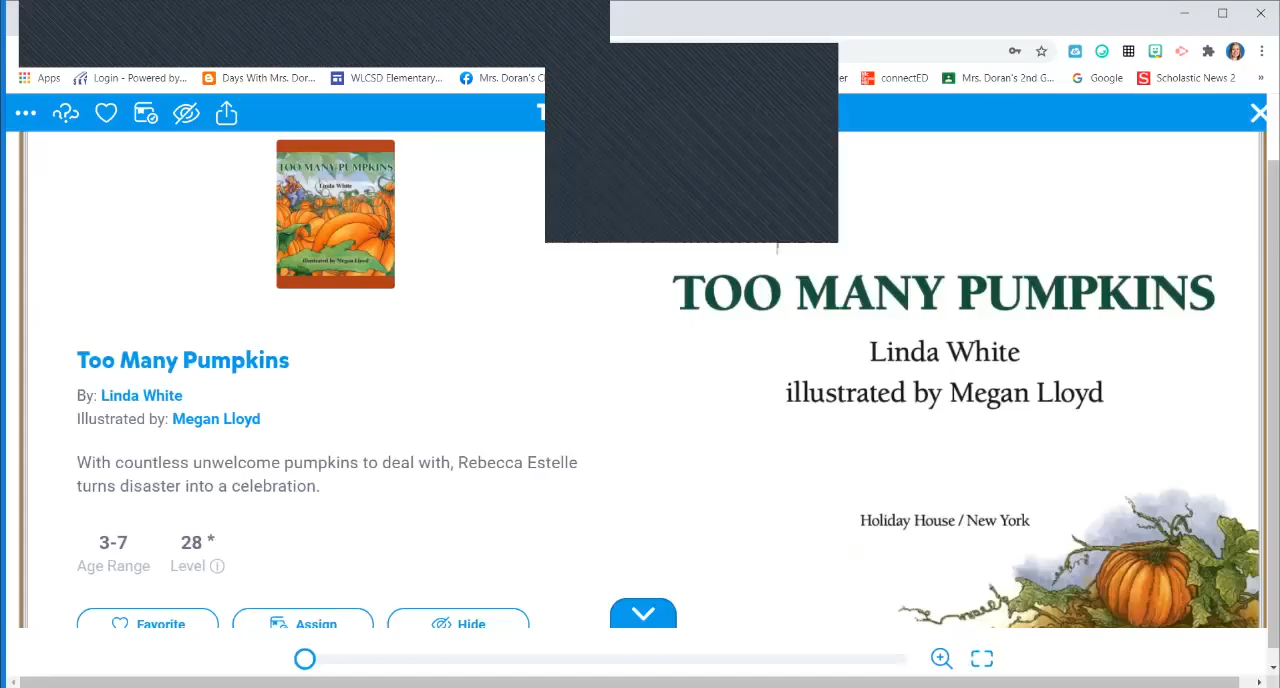 Apps Login - Powered by... Days With Mrs. Dor... WLCSD Elementary... Mrs. Doran's C connectED Mrs. Doran's 2nd G... Google Scholastic News 2 »
TOO MANY PUMPKINS
Linda White
Illustrated by Megan Lloyd
Too Many Pumpkins
By: Linda White
Illustrated by: Megan Lloyd
With countless unwelcome pumpkins to deal with, Rebecca Estelle
turns disaster into a celebration.
3-7 28 *
Age Range Level
Favorite Assign Hide
TOO MANY PUMPKINS
Linda White
illustrated by Megan Lloyd
Holiday House / New York